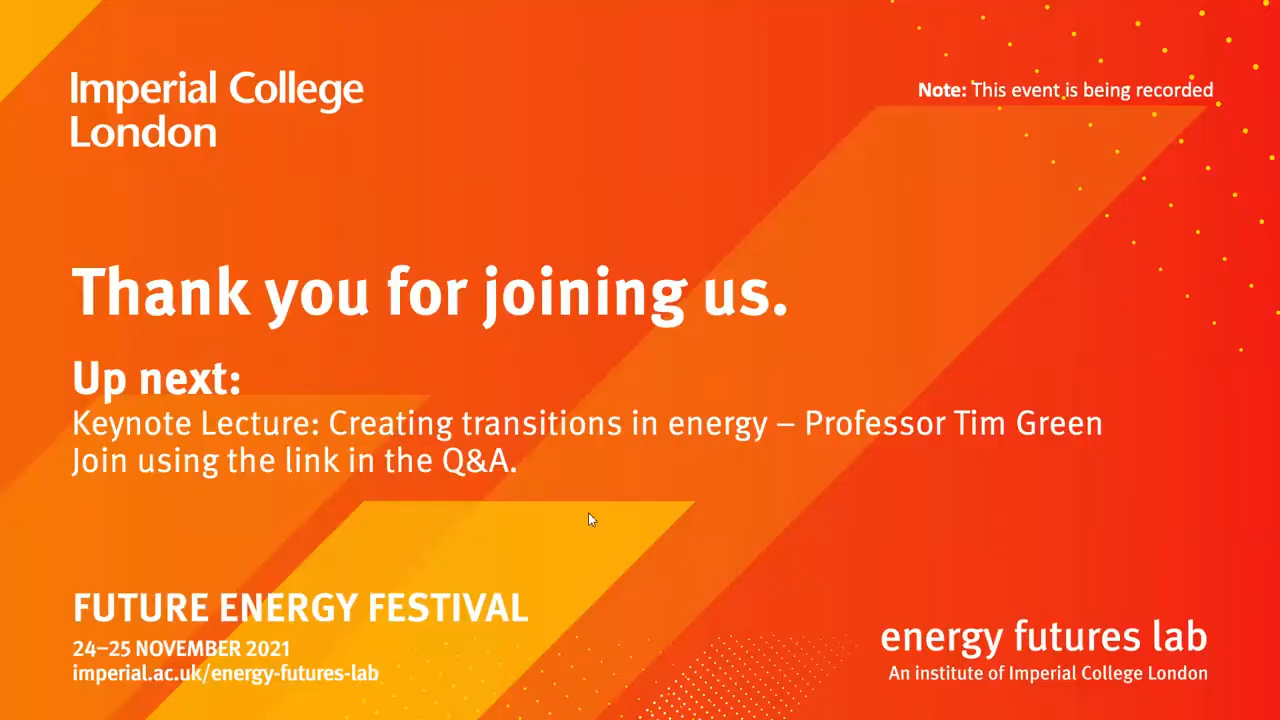 Imperial College
London
Note: This event is being recorded
Thank you for joining us.
Up next:
Keynote Lecture: Creating transitions in energy – Professor Tim Green
Join using the link in the Q&A.
FUTURE ENERGY FESTIVAL
24–25 NOVEMBER 2021
imperial.ac.uk/energy-futures-lab
energy futures lab
An institute of Imperial College London